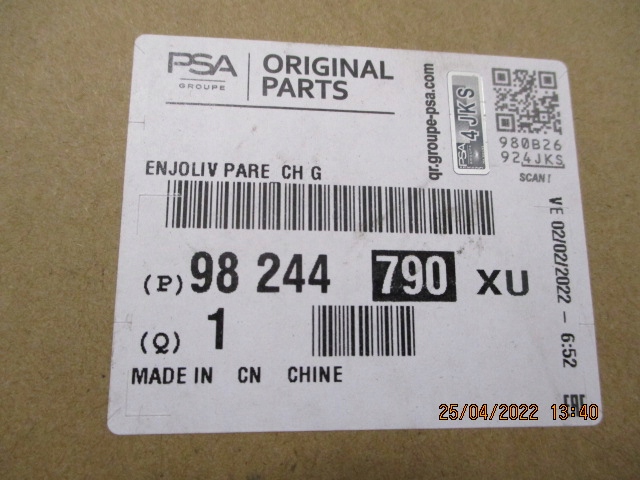 PSA
GROUPE
ORIGINAL
PARTS
qr.groupe-psa.com
PSA 4JKS
980B26
924JKS
SCAN!
ENJOLIV PARE CH G
(P) 98 244 790 XU
(Q) 1
MADE IN CN CHINE
VE 02/02/2022 - 6:52
EAC
25/04/2022 13:40